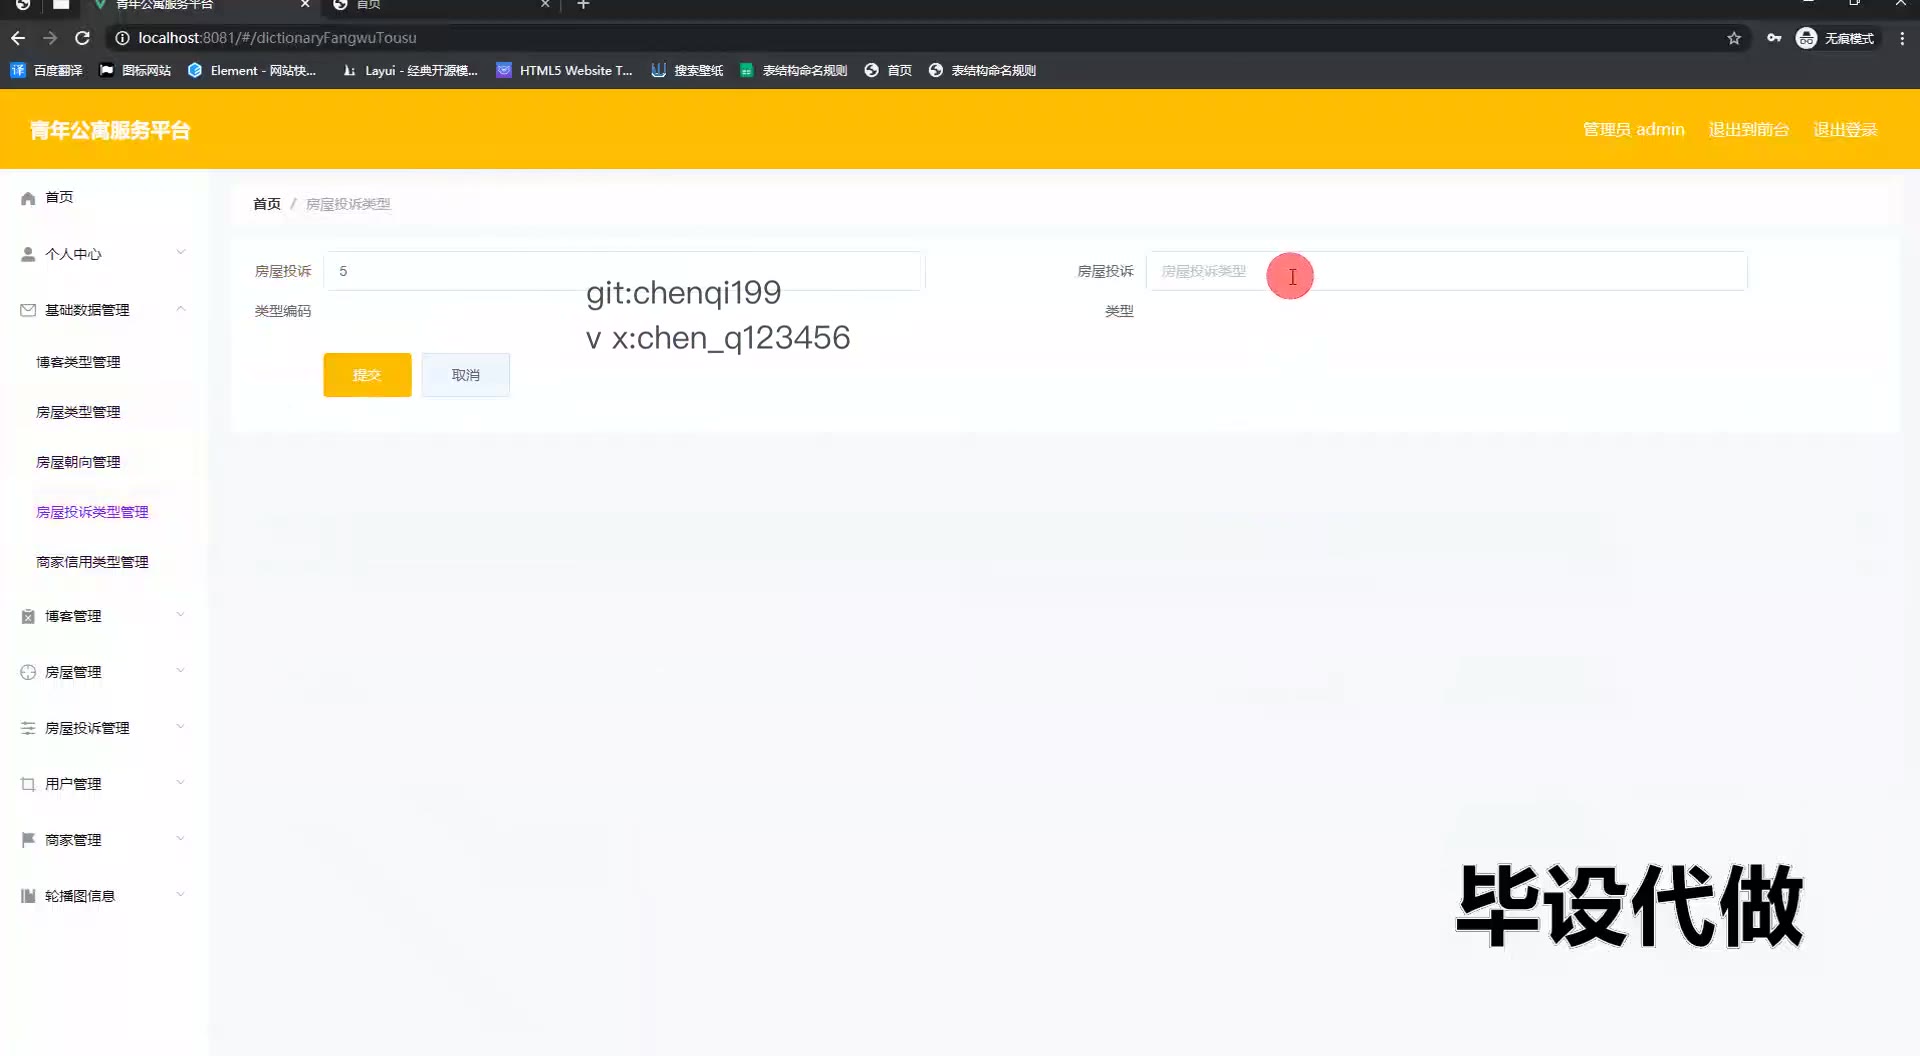 青年公寓服务平台
首页
localhost:8081/#/dictionaryFangwuTousu
无痕模式
百度翻译
图标网站
Element - 网站快...
Layui - 经典开源模...
HTML5 Website T...
搜索壁纸
表结构命名规则
首页
表结构命名规则
青年公寓服务平台
管理员 admin
退出到前台
退出登录
首页
个人中心
基础数据管理
博客类型管理
房屋类型管理
房屋朝向管理
房屋投诉类型管理
商家信用类型管理
博客管理
房屋管理
房屋投诉管理
用户管理
商家管理
轮播图信息
首页 / 房屋投诉类型
房屋投诉
类型编码
5
房屋投诉
类型
房屋投诉类型
git:chenqi199
v x:chen_q123456
提交
取消
毕设代做